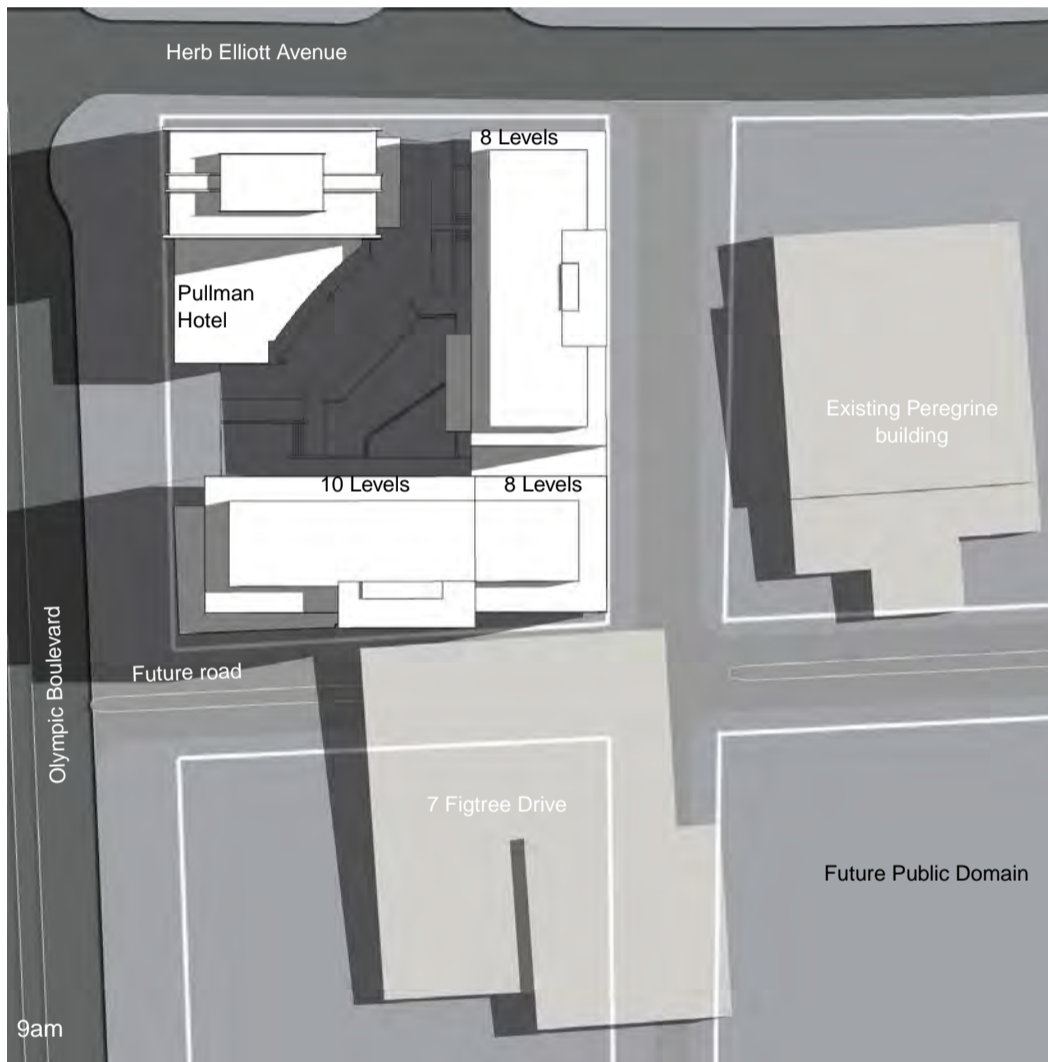 Herb Elliott Avenue
8 Levels
Pullman
Hotel
Existing Peregrine
building
10 Levels
8 Levels
Olympic Boulevard
Future road
7 Figtree Drive
Future Public Domain
9am